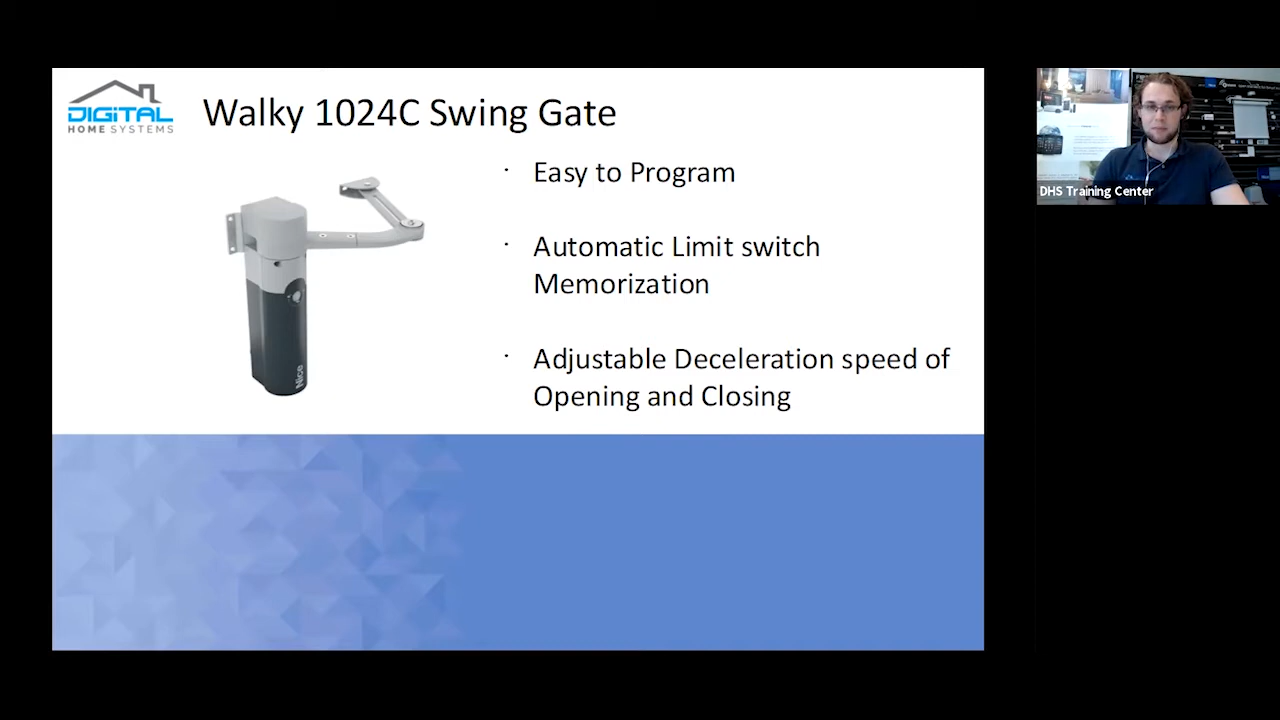 DIGITAL
HOME SYSTEMS
Walky 1024C Swing Gate
· Easy to Program
· Automatic Limit switch
Memorization
· Adjustable Deceleration speed of
Opening and Closing
Nice
DHS Training Center